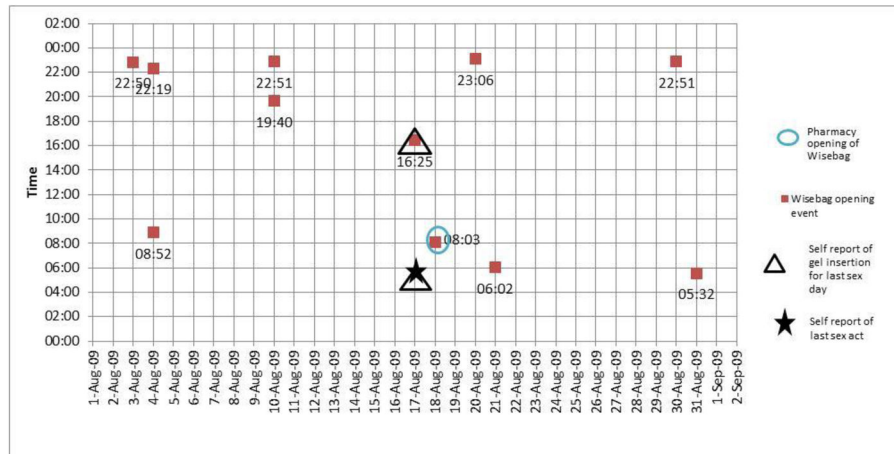 02:00
00:00
22:00
20:00
18:00
16:00
14:00
12:00
10:00
08:00
06:00
04:00
02:00
00:00
Time
22:50
22:19
22:51
23:06
22:51
19:40
16:25
08:52
08:03
06:02
05:32
1-Aug-09
2-Aug-09
3-Aug-09
4-Aug-09
5-Aug-09
6-Aug-09
7-Aug-09
8-Aug-09
9-Aug-09
10-Aug-09
11-Aug-09
12-Aug-09
13-Aug-09
14-Aug-09
15-Aug-09
16-Aug-09
17-Aug-09
18-Aug-09
19-Aug-09
20-Aug-09
21-Aug-09
22-Aug-09
23-Aug-09
24-Aug-09
25-Aug-09
26-Aug-09
27-Aug-09
28-Aug-09
29-Aug-09
30-Aug-09
31-Aug-09
1-Sep-09
2-Sep-09
Pharmacy
opening of
Wisebag
Wisebag opening
event
Self report of
gel insertion
for last sex
day
Self report of
last sex act